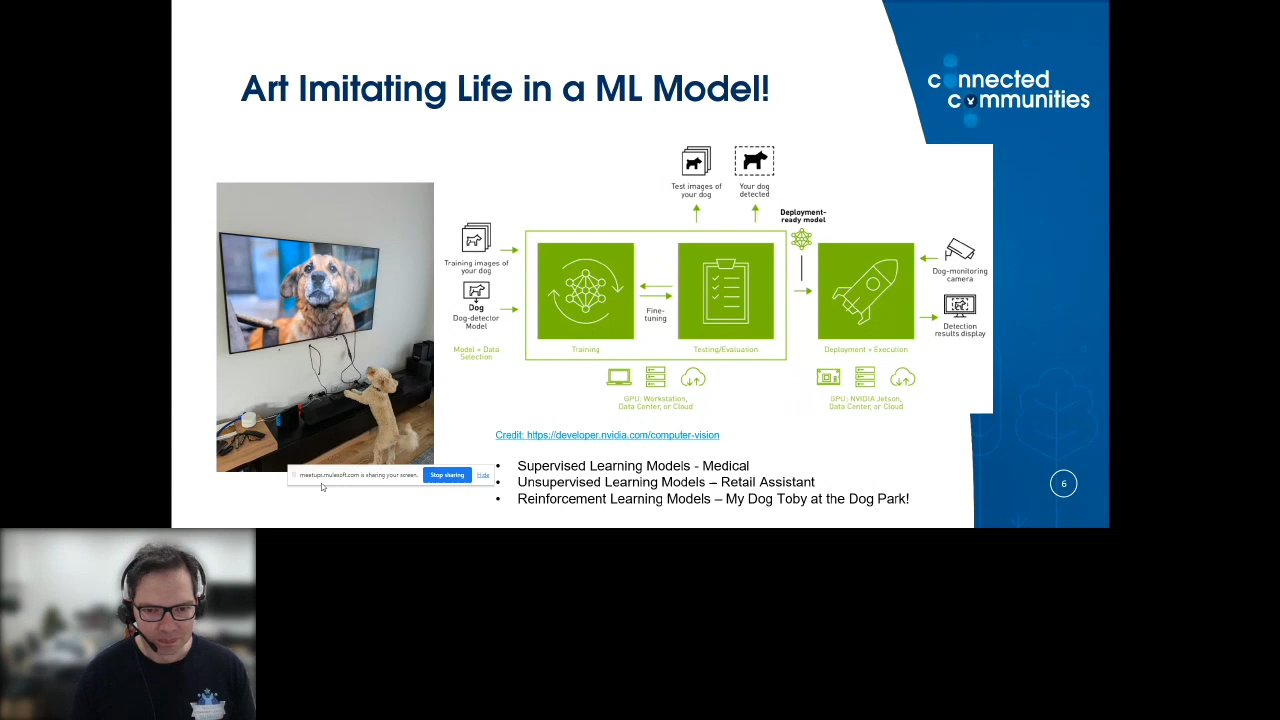 Art Imitating Life in a ML Model!
connected
communities
Test images of
your dog
Your dog
detected
Deployment-
ready model
Training images of
your dog
Dog
Dog-detector
Model
Fine-
tuning
Dog-monitoring
camera
Detection
results display
Model + Data
Selection
Training
Testing/Evaluation
Deployment + Execution
GPU: Workstation,
Data Center, or Cloud
GPU: NVIDIA Jetson,
Data Center, or Cloud
Credit: https://developer.nvidia.com/computer-vision
• Supervised Learning Models - Medical
• Unsupervised Learning Models – Retail Assistant
• Reinforcement Learning Models – My Dog Toby at the Dog Park!
meetups.mulesoft.com is sharing your screen.
Stop sharing
Hide
6